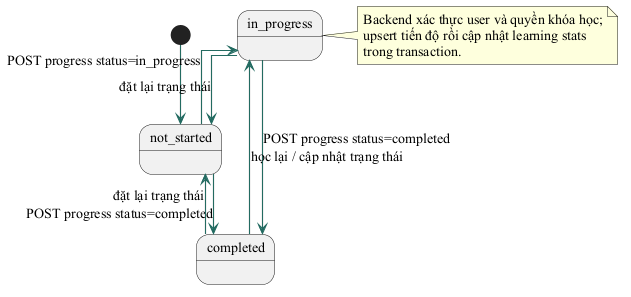 in_progress
Backend xác thực user và quyền khóa học;
upsert tiến độ rồi cập nhật learning stats
trong transaction.
POST progress status=in_progress
đặt lại trạng thái
not_started
POST progress status=completed
học lại / cập nhật trạng thái
đặt lại trạng thái
POST progress status=completed
completed